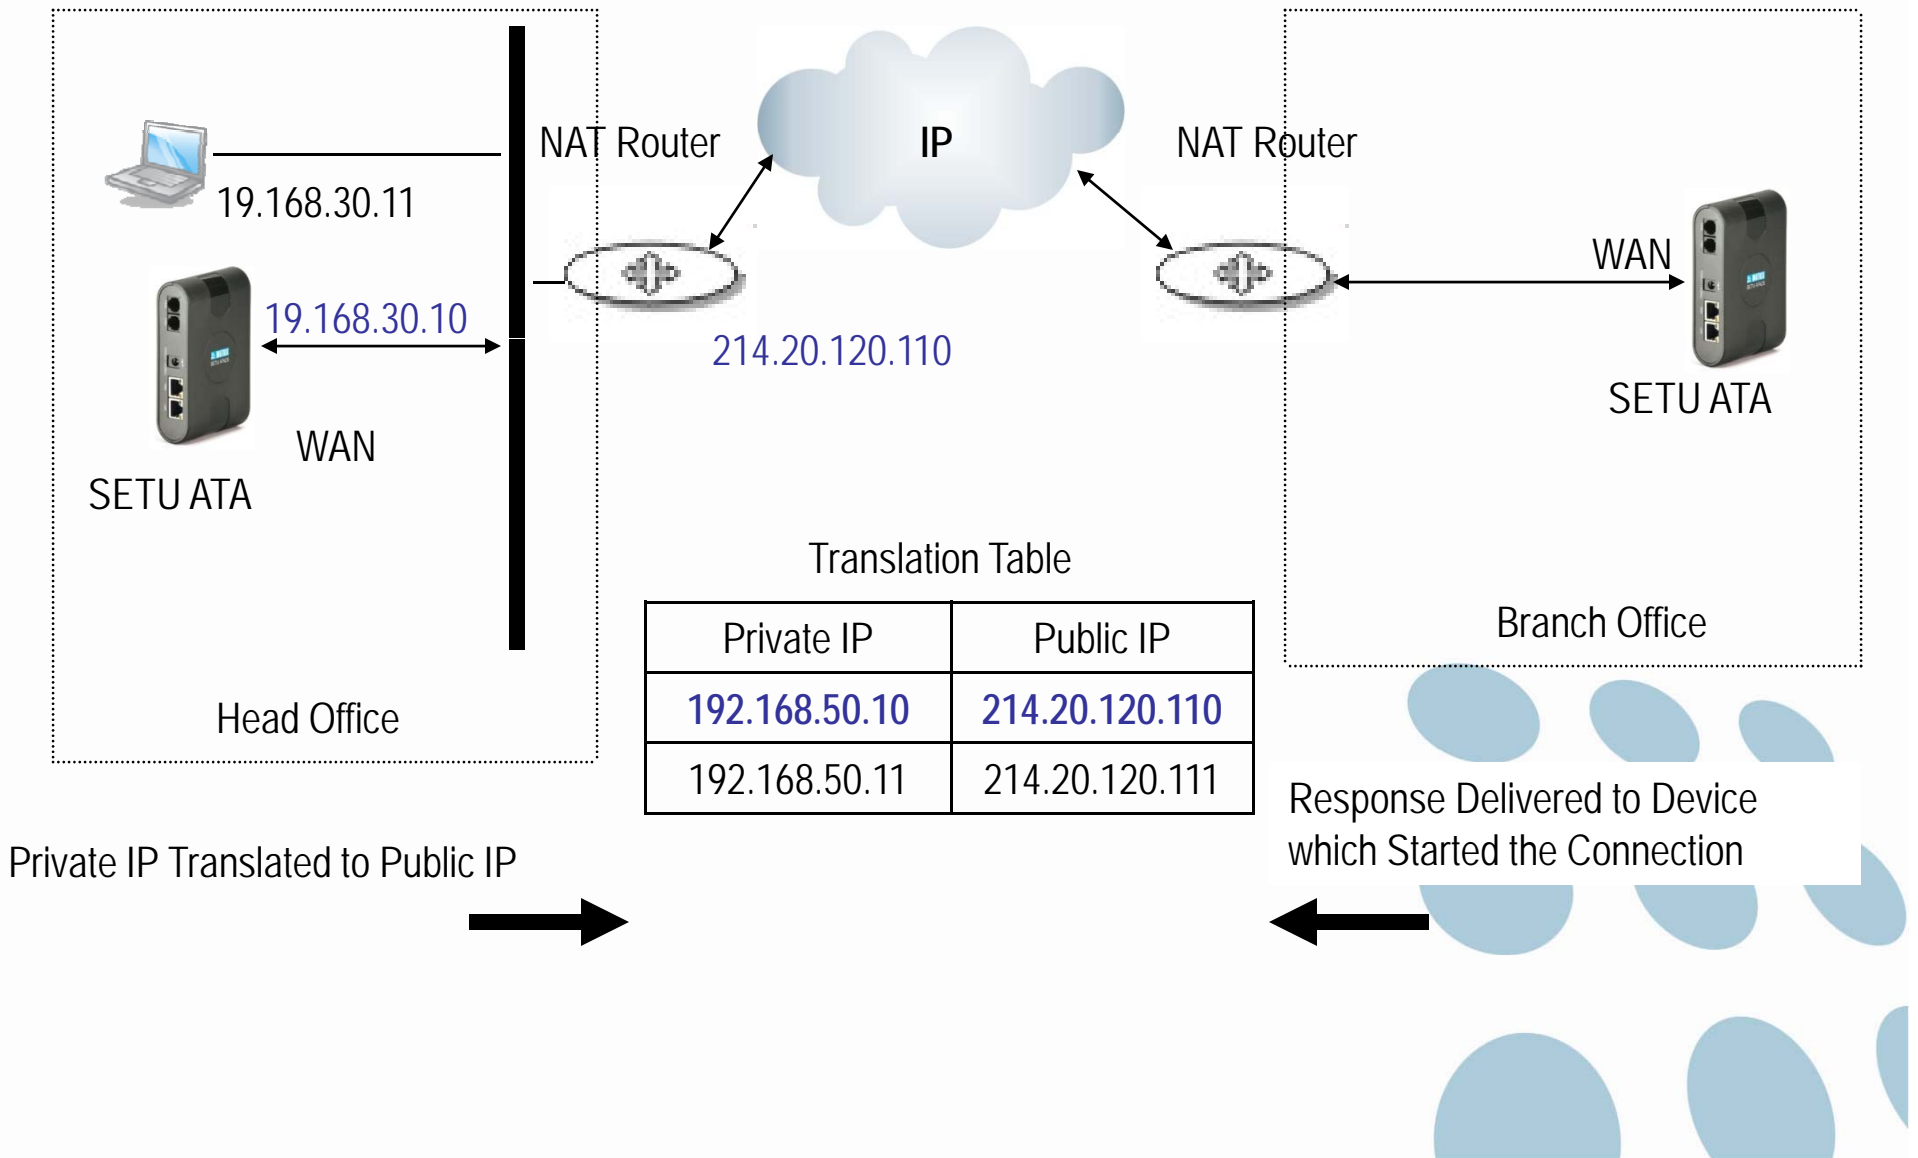 NAT Router
IP
NAT Router
19.168.30.11
WAN
19.168.30.10
214.20.120.110
SETU ATA
WAN
SETU ATA
Translation Table
Private IP Public IP
192.168.50.10 214.20.120.110
192.168.50.11 214.20.120.111
Branch Office
Head Office
Response Delivered to Device
which Started the Connection
Private IP Translated to Public IP